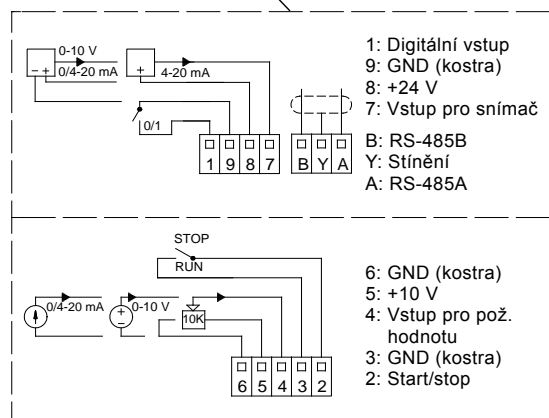 0-10 V
0/4-20 mA
4-20 mA
0/1
1 9 8 7
B Y A
1: Digitální vstup
9: GND (kostra)
8: +24 V
7: Vstup pro snímač
B: RS-485B
Y: Stínění
A: RS-485A
STOP
RUN
0/4-20 mA
0-10 V
10K
6 5 4 3 2
6: GND (kostra)
5: +10 V
4: Vstup pro pož.
hodnotu
3: GND (kostra)
2: Start/stop